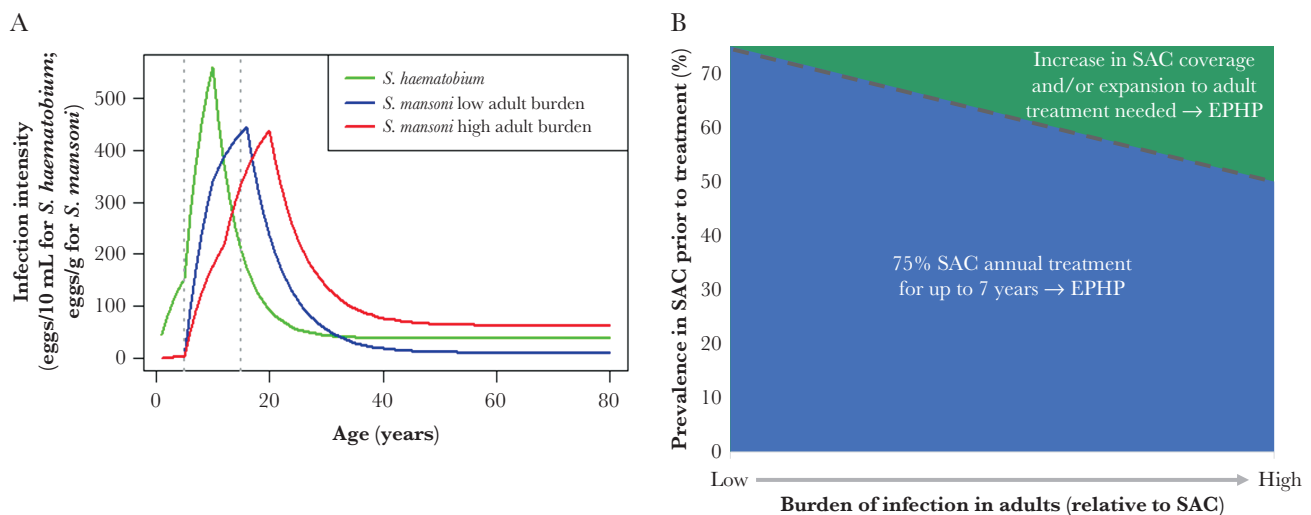 A
Infection intensity
(eggs/10 mL for S. haematobium;
eggs/g for S. mansoni)
500
400
300
200
100
0
S. haematobium
S. mansoni low adult burden
S. mansoni high adult burden
0
20
40
60
80
Age (years)
B
Prevalence in SAC prior to treatment (%)
70
60
50
40
30
20
10
0
Increase in SAC coverage
and/or expansion to adult
treatment needed → EPHP
75% SAC annual treatment
for up to 7 years → EPHP
Low
High
Burden of infection in adults (relative to SAC)